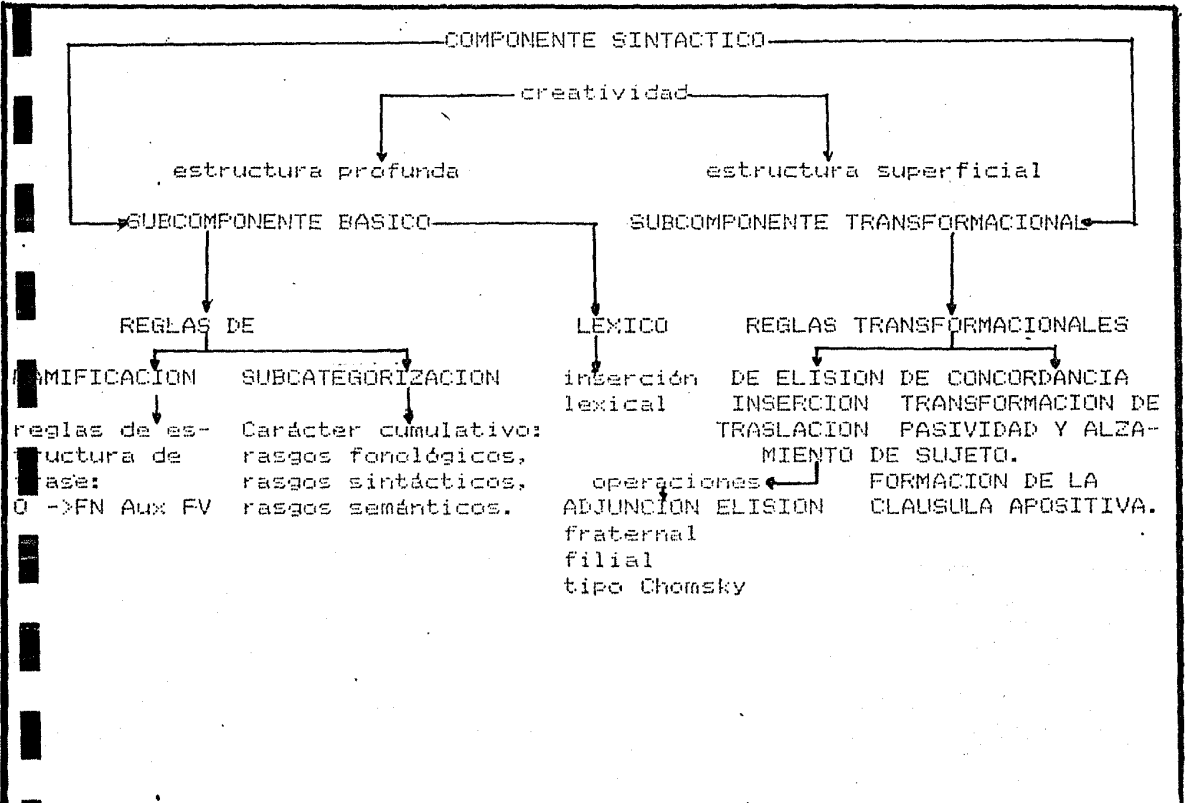 COMPONENTE SINTACTICO
creatividad
estructura profunda estructura superficial
SUBCOMPONENTE BASICO SUBCOMPONENTE TRANSFORMACIONAL
REGLAS DE LEXICO REGLAS TRANSFORMACIONALES
RAMIFICACION SUBCATEGORIZACION inserción DE ELISION DE CONCORDANCIA
lexical INSERCION TRANSFORMACION DE
reglas de es- Carácter cumulativo: TRASLACION PASIVIDAD Y ALZA-
tructura de rasgos fonológicos, MIENTO DE SUJETO.
frase: rasgos sintácticos, operaciones FORMACION DE LA
O ->FN Aux FV rasgos semánticos. ADJUNCION ELISION CLAUSULA APOSITIVA.
fraternal
filial
tipo Chomsky